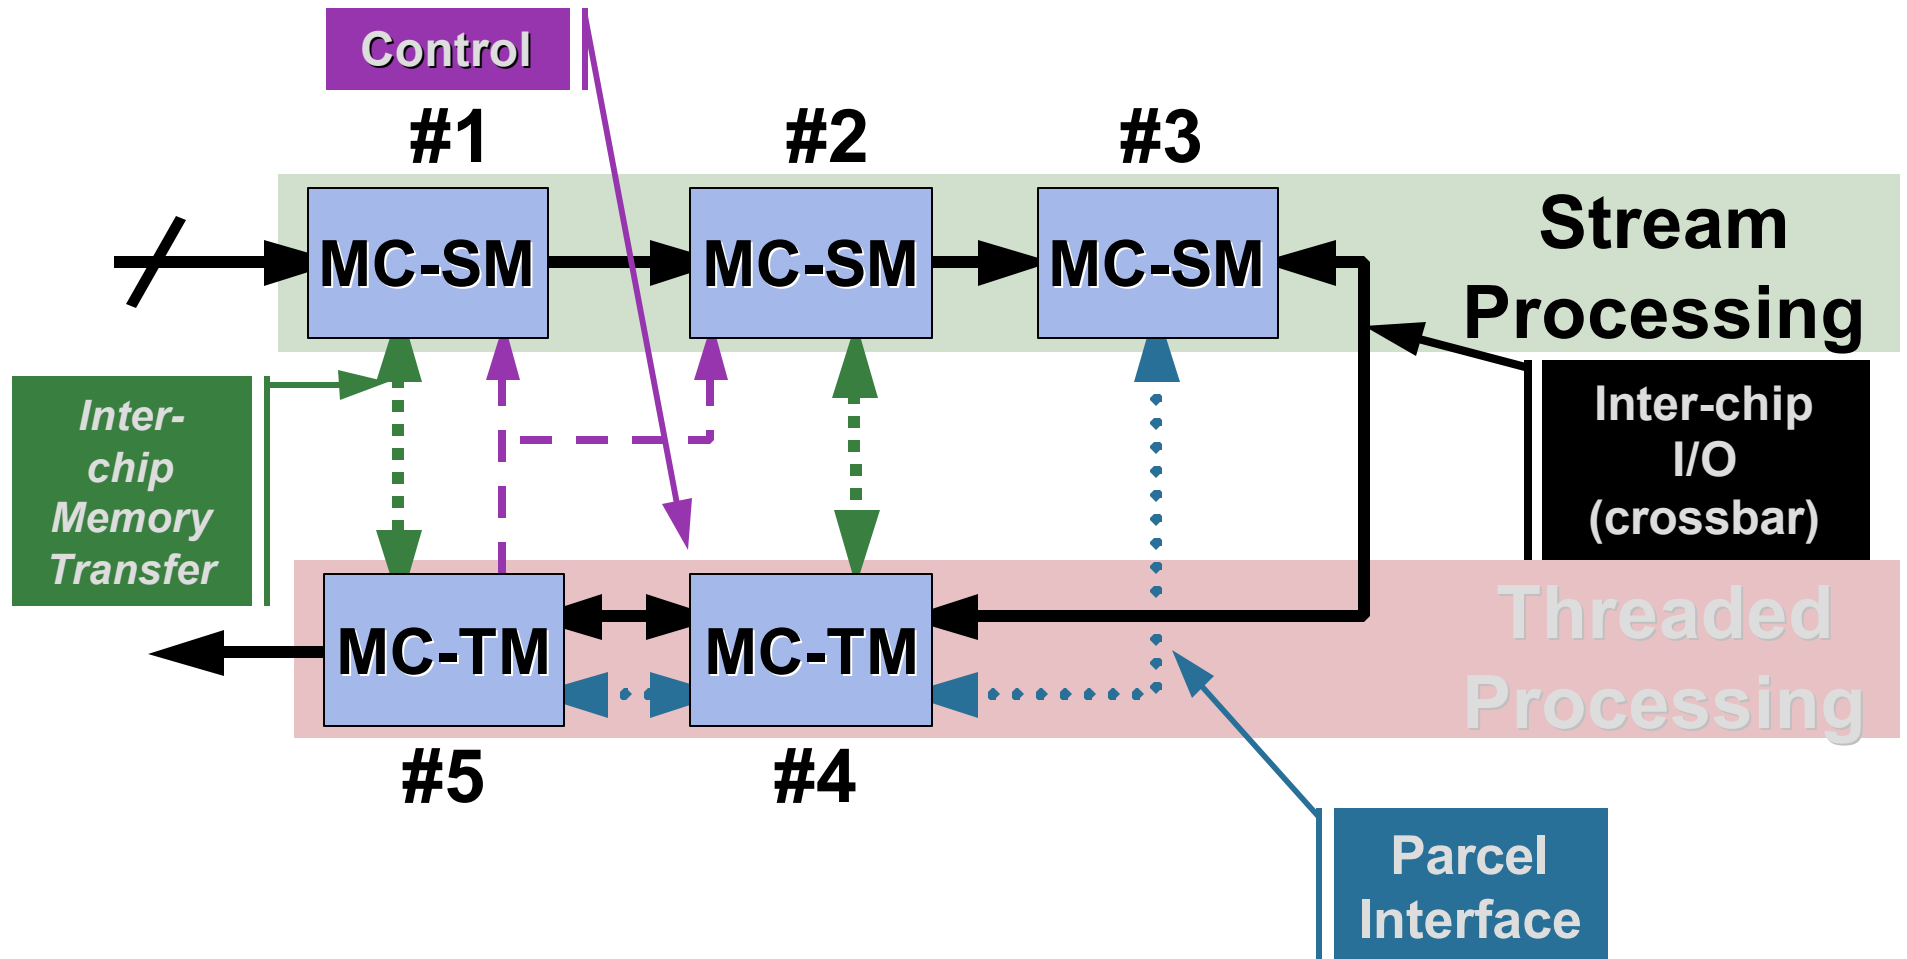 Control
#1
#2
#3
MC-SM
MC-SM
MC-SM
Stream
Processing
Inter-
chip
Memory
Transfer
Inter-chip
I/O
(crossbar)
MC-TM
MC-TM
Threaded
Processing
#5
#4
Parcel
Interface